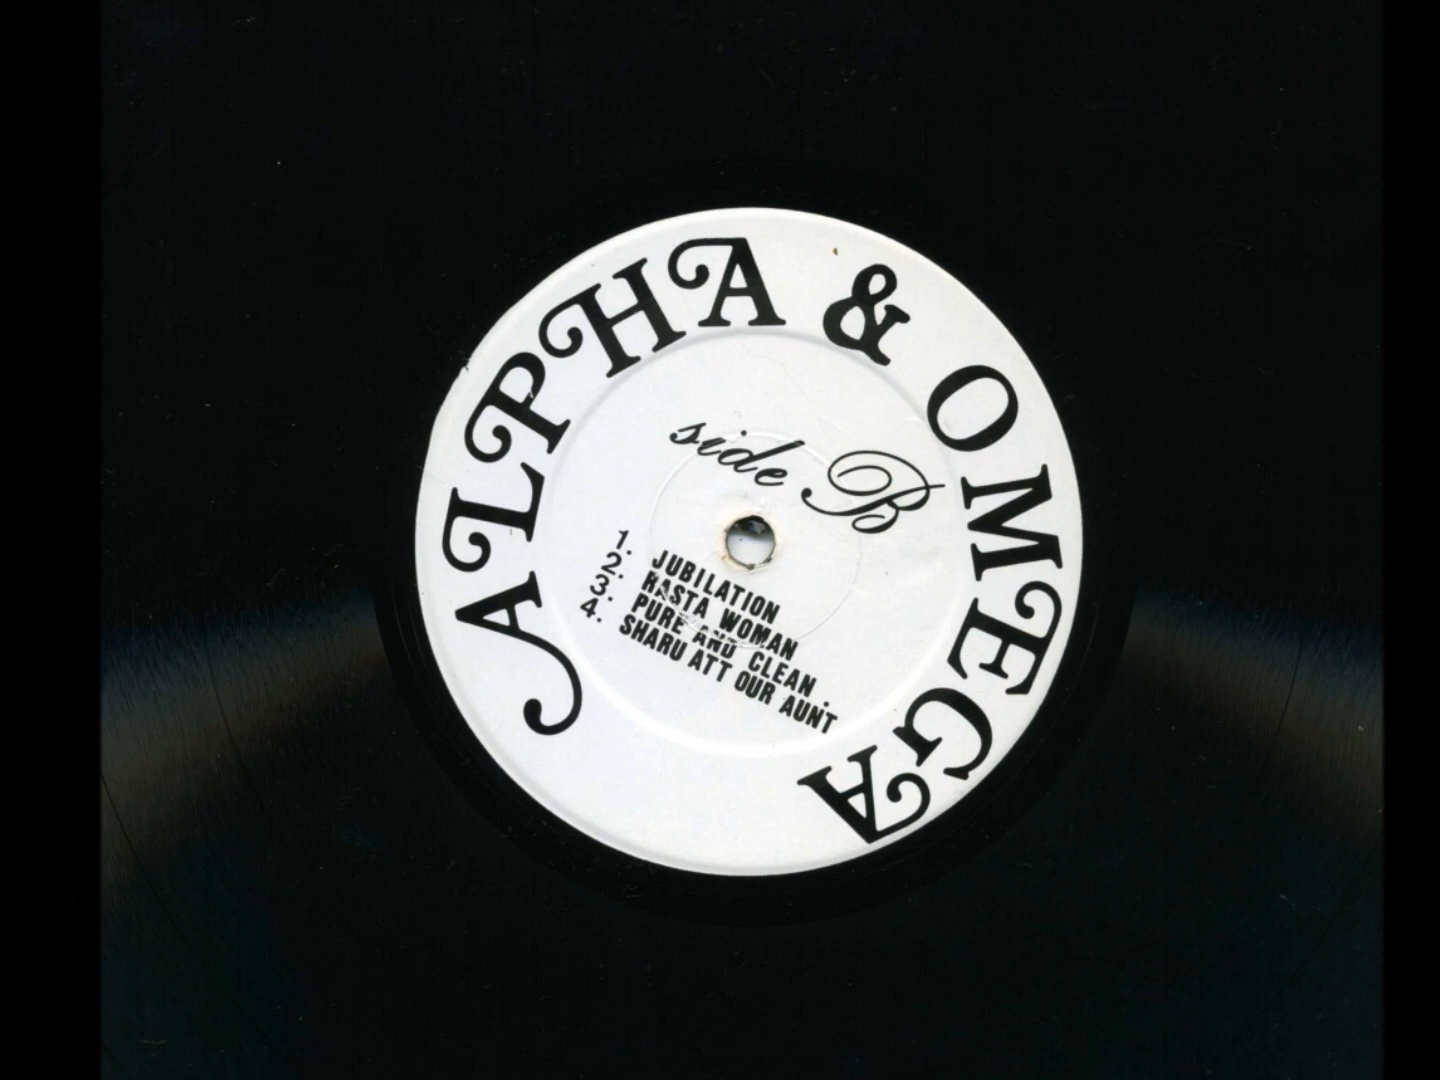 ALPHA & OMEGA
side B
1. JUBILATION
2. RASTA WOMAN
3. PURE AND CLEAN
4. SHARU ATT OUR AUNT